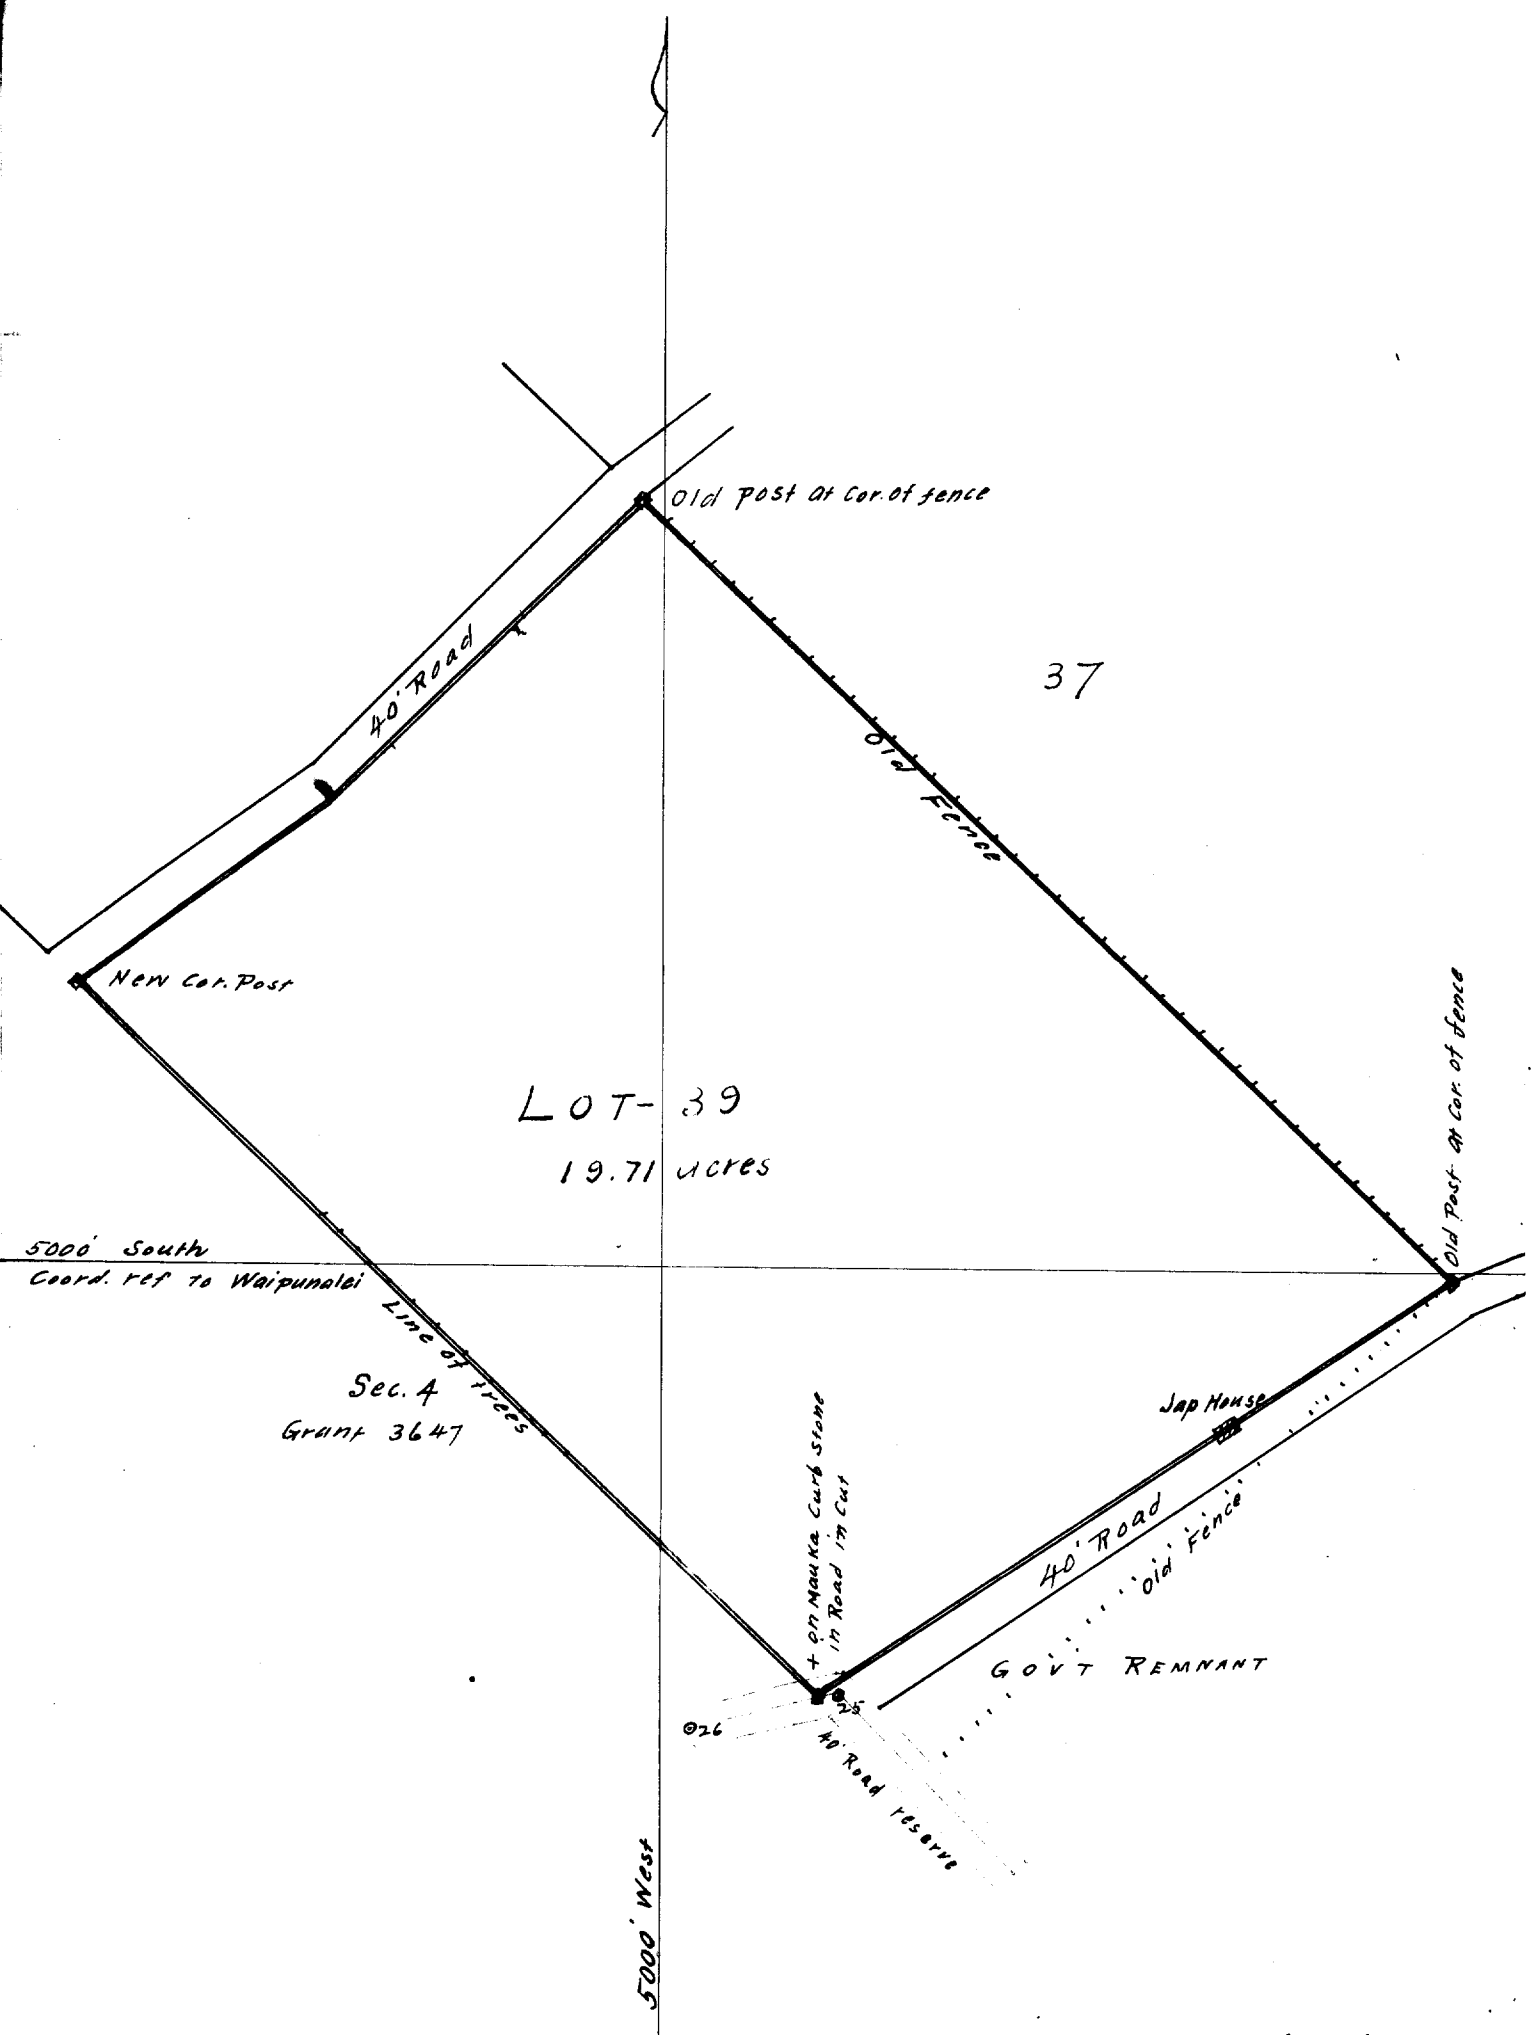 Old Post at Cor. of fence
40' Road
37
Old Fence
New Cor. Post
Old Post at Cor. of fence
LOT-39
19.71 acres
5000' South
Coord. ref to Waipunalei
Line of trees
Sec. 4
Grant 3647
Jap House
+ on Mauka Curb Stone
in Road in Cut
40' Road
Old Fence
GOVT REMNANT
25
26
40' Road reserve
5000' West